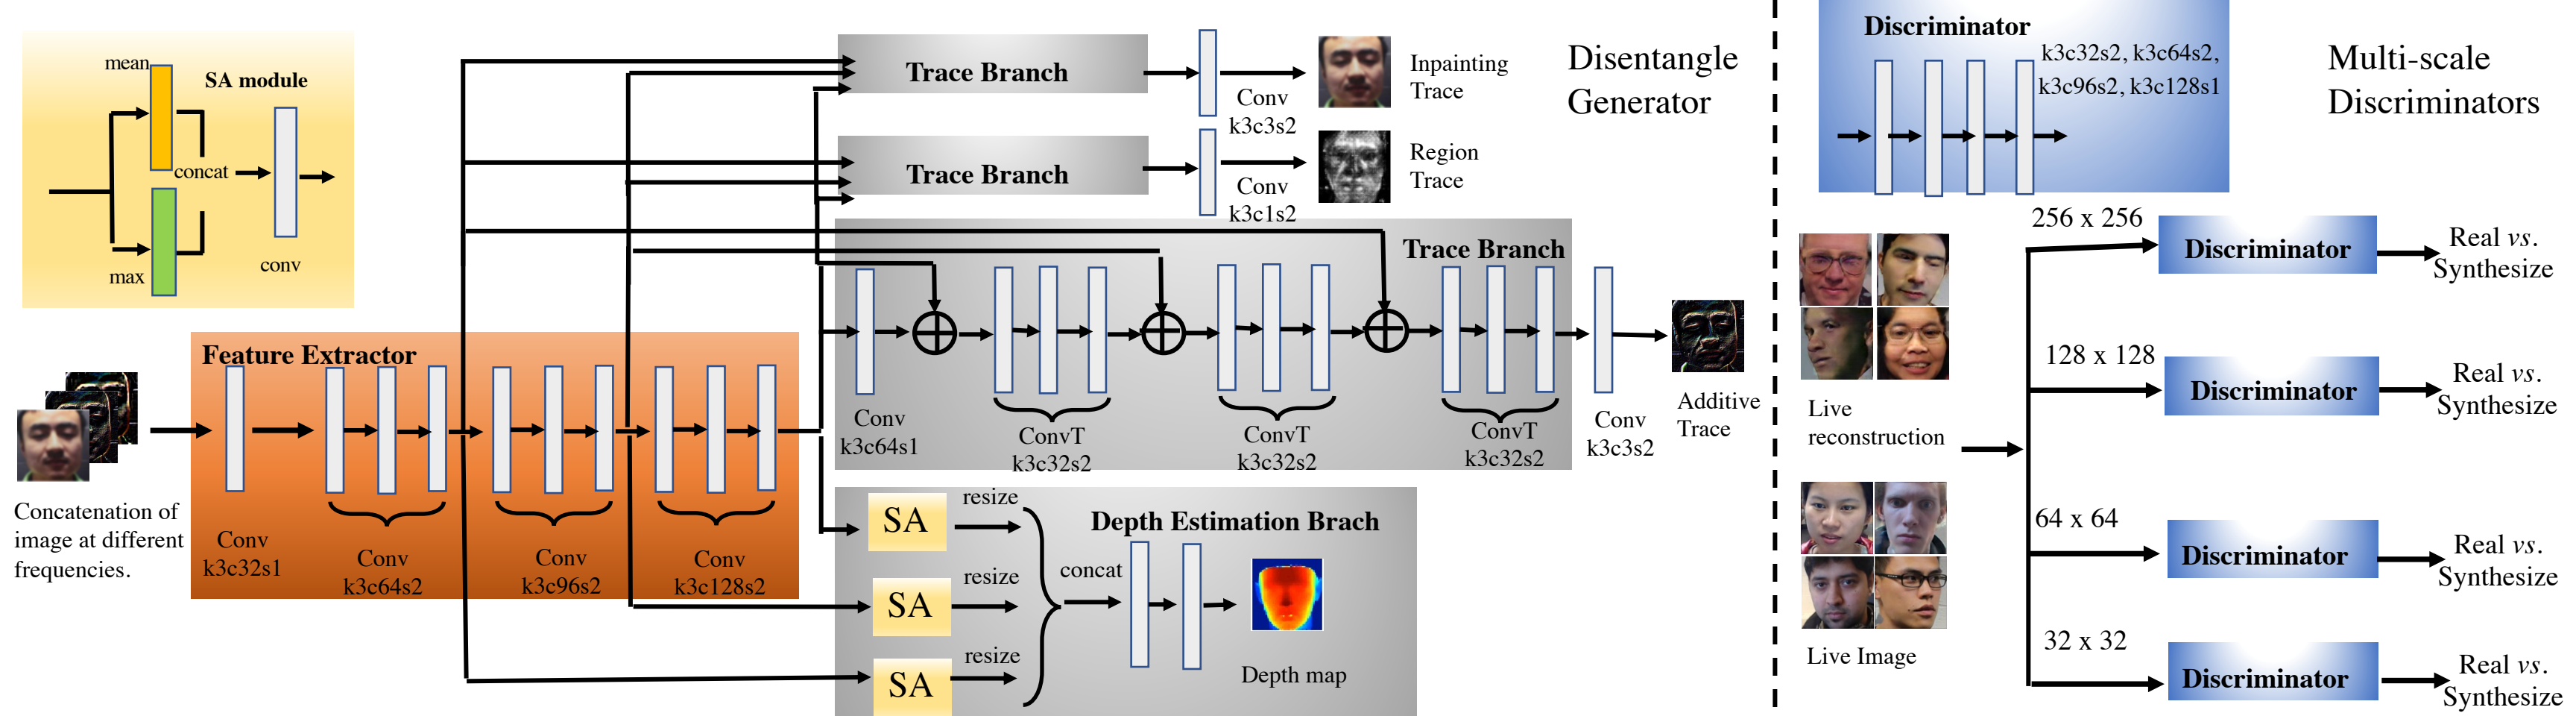 mean
SA module
concat
max
conv
Feature Extractor
Concatenation of
image at different
frequencies.
Conv
k3c32s1
Conv
k3c64s2
Conv
k3c96s2
Conv
k3c128s2
Trace Branch
Conv
k3c3s2
Inpainting
Trace
Trace Branch
Conv
k3c1s2
Region
Trace
Disentangle
Generator
Trace Branch
Conv
k3c64s1
ConvT
k3c32s2
ConvT
k3c32s2
ConvT
k3c32s2
Conv
k3c3s2
Additive
Trace
SA
resize
SA
resize
SA
resize
Depth Estimation Brach
concat
Depth map
Discriminator
k3c32s2, k3c64s2,
k3c96s2, k3c128s1
Multi-scale
Discriminators
Live
reconstruction
Live Image
256 x 256
Discriminator
Real vs.
Synthesize
128 x 128
Discriminator
Real vs.
Synthesize
64 x 64
Discriminator
Real vs.
Synthesize
32 x 32
Discriminator
Real vs.
Synthesize